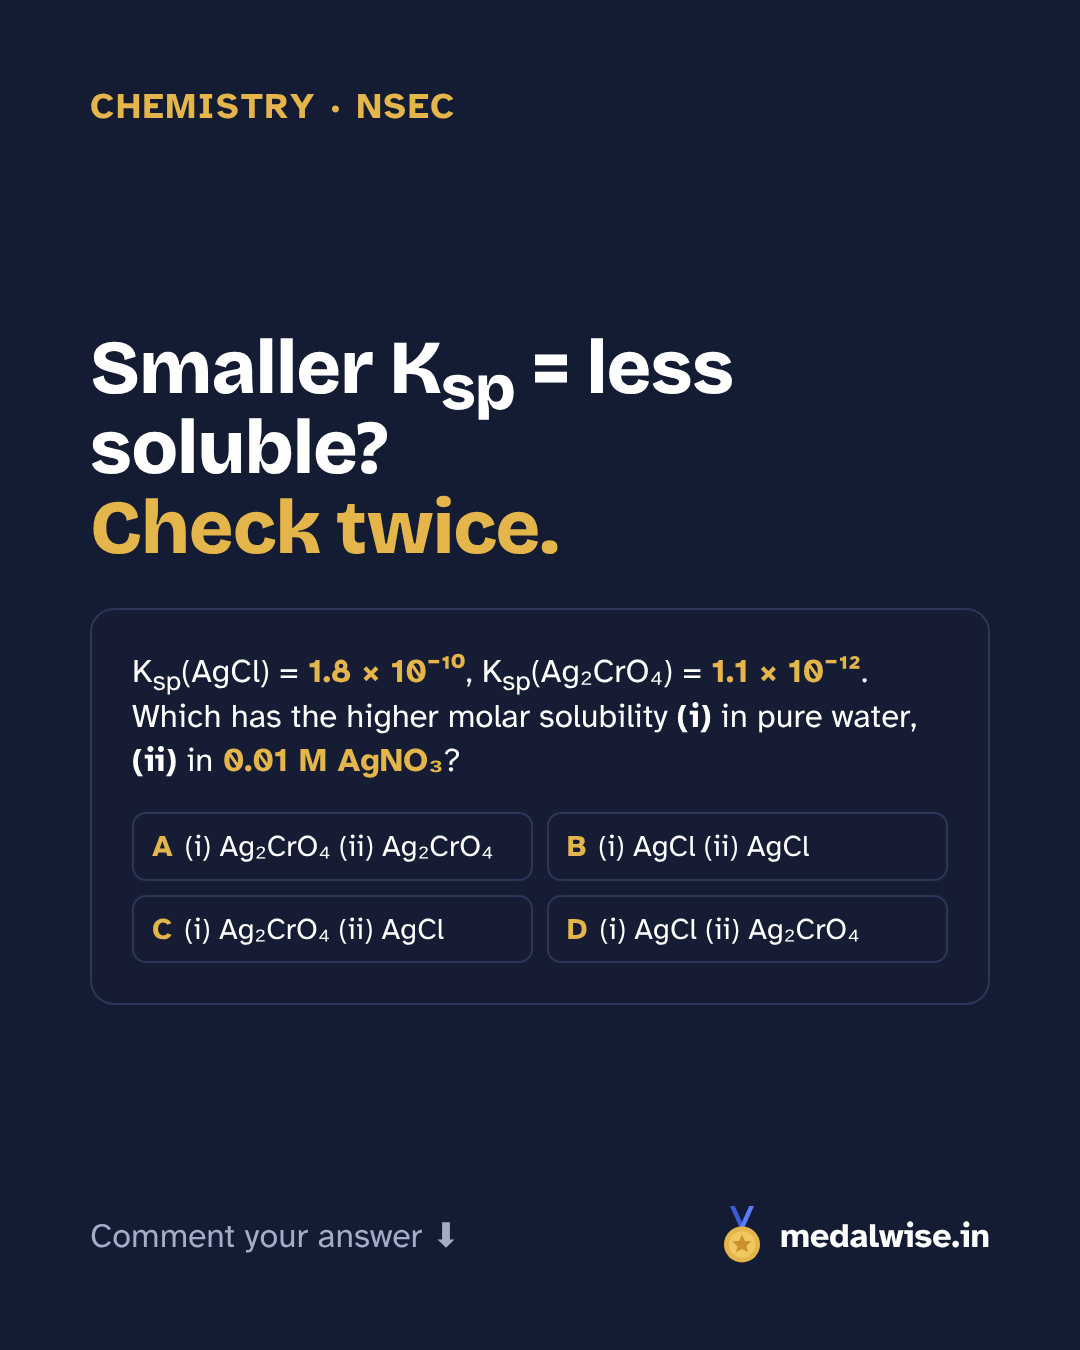 CHEMISTRY · NSEC
Smaller Ksp = less
soluble?
Check twice.
Ksp(AgCl) = 1.8 × 10⁻¹⁰, Ksp(Ag₂CrO₄) = 1.1 × 10⁻¹².
Which has the higher molar solubility (i) in pure water,
(ii) in 0.01 M AgNO₃?
A (i) Ag₂CrO₄ (ii) Ag₂CrO₄
B (i) AgCl (ii) AgCl
C (i) Ag₂CrO₄ (ii) AgCl
D (i) AgCl (ii) Ag₂CrO₄
Comment your answer ⬇
medalwise.in